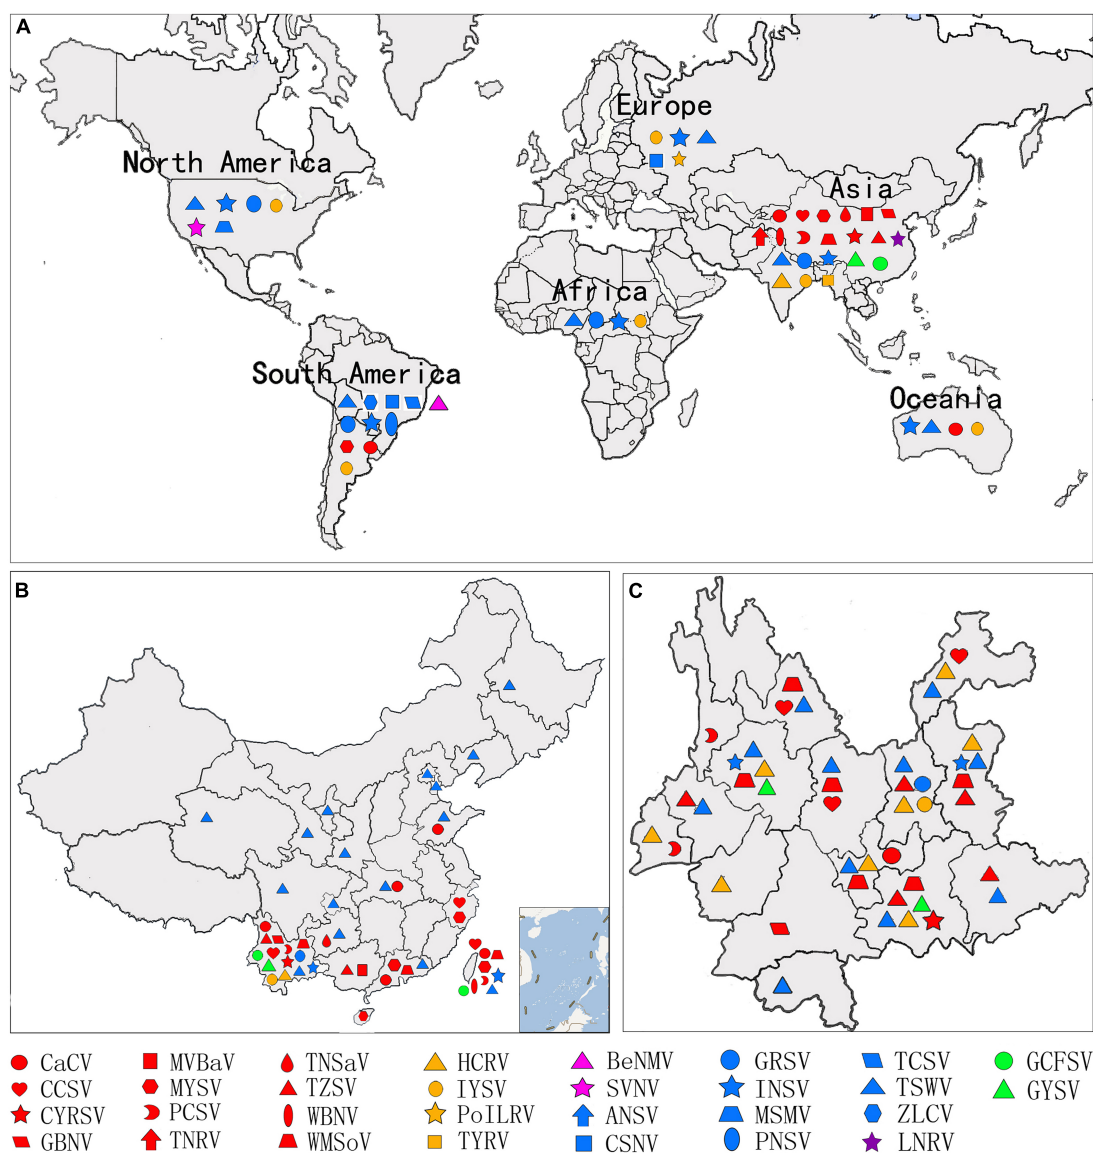 A
Europe
North America
Asia
Africa
South America
Oceania
B
C
CaCV MVBaV TNSaV HCRV BeNMV GRSV TCSV GCFSV
CCSV MYSV TZSV IYSV SVNV INSV TSWV GYSV
CYRSV PCSV WBNV PoILRV ANSV MSMV ZLCV
GBNV TNRV WMSoV TYRV CSNV PNSV LNRV